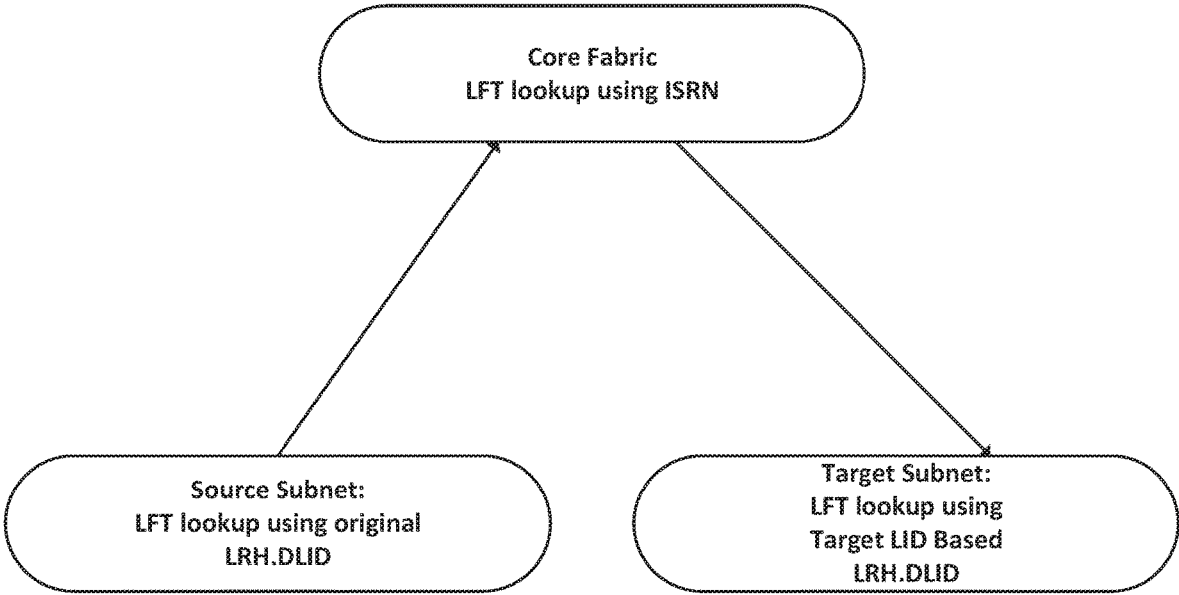 Core Fabric
LFT lookup using ISRN
Source Subnet:
LFT lookup using original
LRH.DLID
Target Subnet:
LFT lookup using
Target LID Based
LRH.DLID